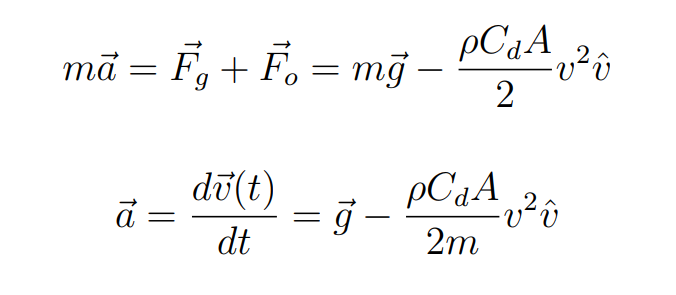 $m\vec{a} = \vec{F}_g + \vec{F}_o = m\vec{g} - \frac{\rho C_d A}{2} v^2 \hat{v}$
$\vec{a} = \frac{d\vec{v}(t)}{dt} = \vec{g} - \frac{\rho C_d A}{2m} v^2 \hat{v}$